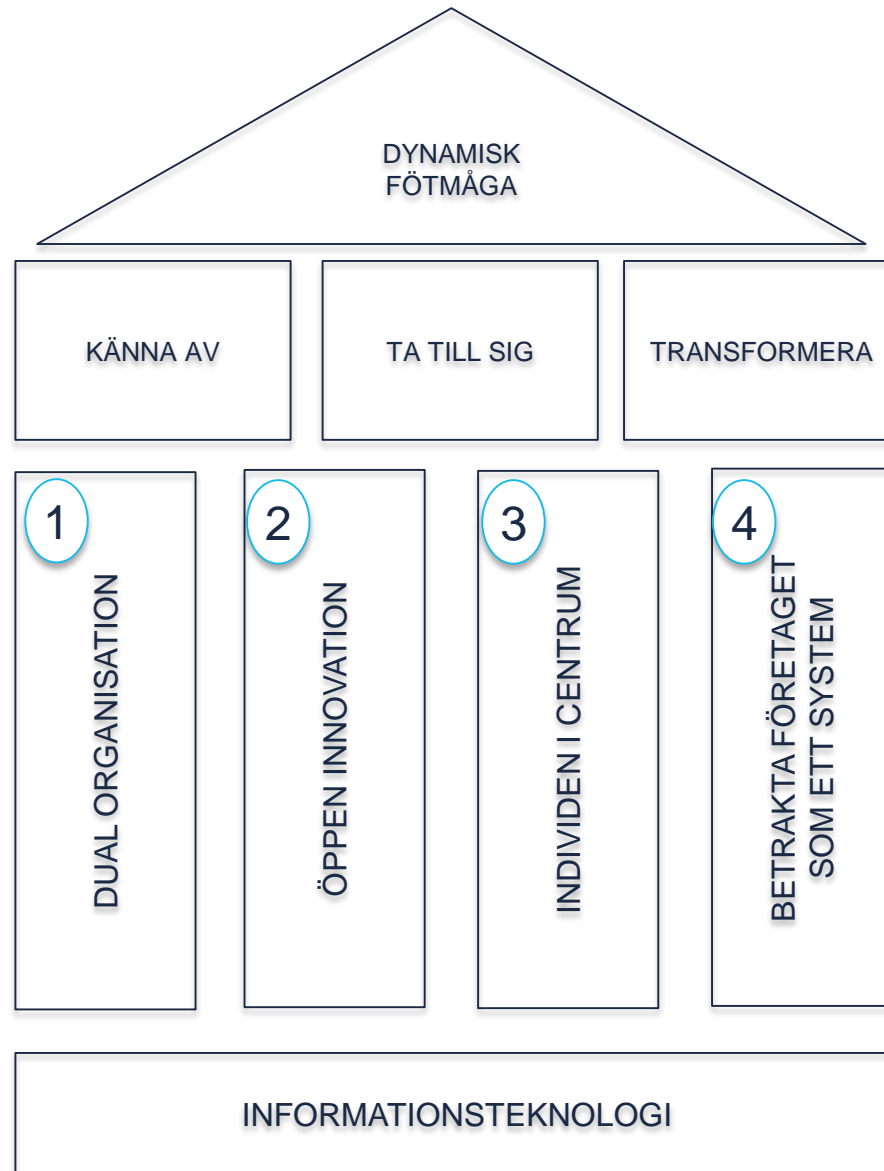 DYNAMISK
FÖTMÅGA
KÄNNA AV
TA TILL SIG
TRANSFORMERA
1
DUAL ORGANISATION
2
ÖPPEN INNOVATION
3
INDIVIDEN I CENTRUM
4
BETRAKTA FÖRETAGET
SOM ETT SYSTEM
INFORMATIONSTEKNOLOGI